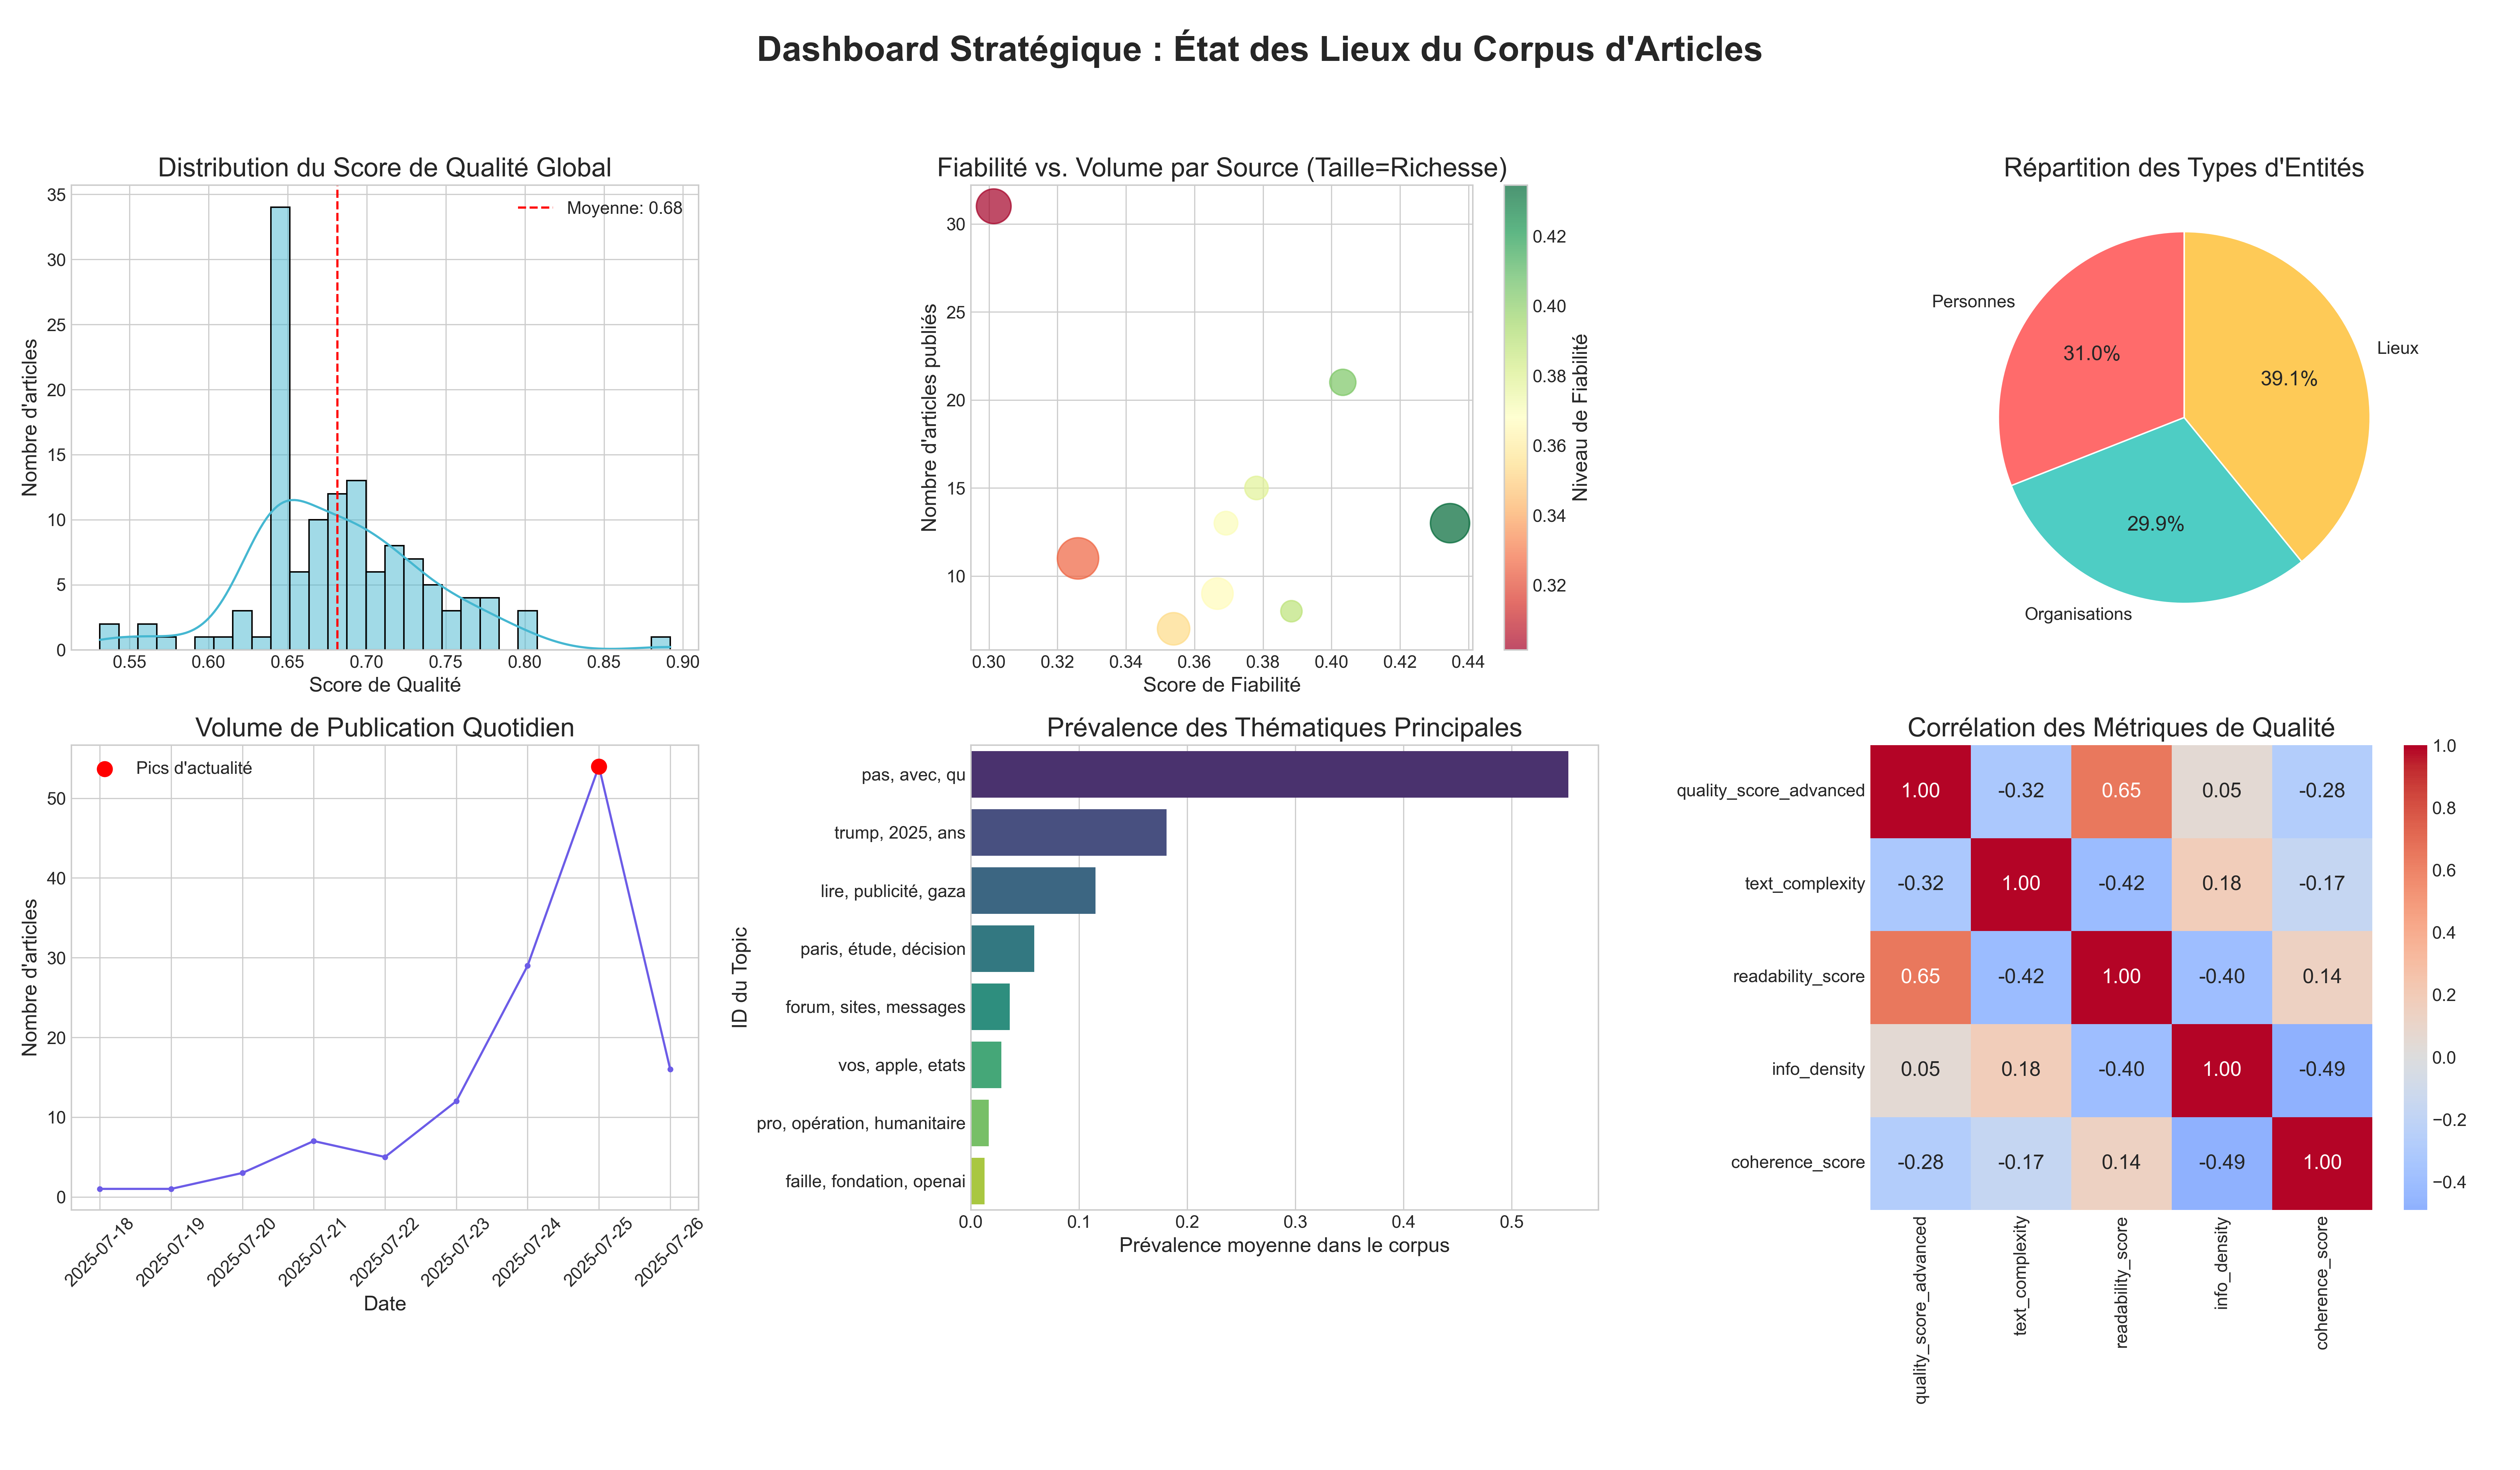 Dashboard Stratégique : État des Lieux du Corpus d'Articles
Distribution du Score de Qualité Global
Moyenne: 0.68
Nombre d'articles
35
30
25
20
15
10
5
0
0.55
0.60
0.65
0.70
0.75
0.80
0.85
0.90
Score de Qualité
Fiabilité vs. Volume par Source (Taille=Richesse)
Nombre d'articles publiés
30
25
20
15
10
0.30
0.32
0.34
0.36
0.38
0.40
0.42
0.44
Score de Fiabilité
0.42
0.40
0.38
0.36
0.34
0.32
Niveau de Fiabilité
Répartition des Types d'Entités
Personnes
31.0%
Lieux
39.1%
29.9%
Organisations
Volume de Publication Quotidien
Pics d'actualité
Nombre d'articles
50
40
30
20
10
0
2025-07-18
2025-07-19
2025-07-20
2025-07-21
2025-07-22
2025-07-23
2025-07-24
2025-07-25
2025-07-26
Date
Prévalence des Thématiques Principales
ID du Topic
pas, avec, qu
trump, 2025, ans
lire, publicité, gaza
paris, étude, décision
forum, sites, messages
vos, apple, etats
pro, opération, humanitaire
faille, fondation, openai
0.0
0.1
0.2
0.3
0.4
0.5
Prévalence moyenne dans le corpus
Corrélation des Métriques de Qualité
quality_score_advanced
1.00 -0.32 0.65 0.05 -0.28
text_complexity
-0.32 1.00 -0.42 0.18 -0.17
readability_score
0.65 -0.42 1.00 -0.40 0.14
info_density
0.05 0.18 -0.40 1.00 -0.49
coherence_score
-0.28 -0.17 0.14 -0.49 1.00
quality_score_advanced
text_complexity
readability_score
info_density
coherence_score
1.0
0.8
0.6
0.4
0.2
0.0
−0.2
−0.4